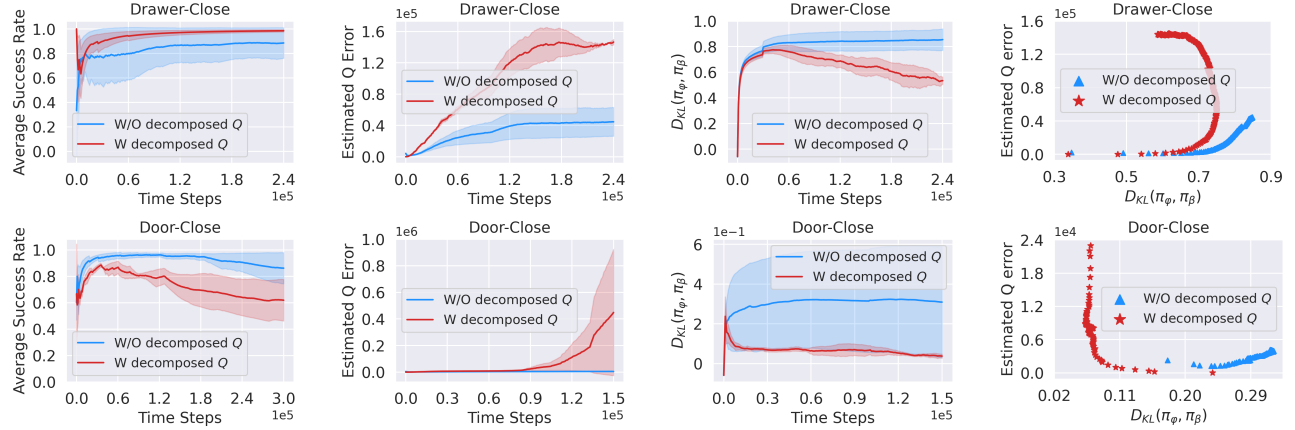 Drawer-Close
Average Success Rate
1.0
0.8
0.6
0.4
0.2
0.0
W/O decomposed Q
W decomposed Q
0.0 0.6 1.2 1.8 2.4
Time Steps 1e5
Drawer-Close
1e5
Estimated Q Error
1.6
1.2
0.8
0.4
0.0
W/O decomposed Q
W decomposed Q
0.0 0.6 1.2 1.8 2.4
Time Steps 1e5
Drawer-Close
D_{KL}(π_φ, π_β)
1.0
0.8
0.6
0.4
0.2
0.0
W/O decomposed Q
W decomposed Q
0.0 0.6 1.2 1.8 2.4
Time Steps 1e5
Drawer-Close
1e5
Estimated Q error
1.6
1.2
0.8
0.4
0.0
W/O decomposed Q
W decomposed Q
0.3 0.5 0.7 0.9
D_{KL}(π_φ, π_β)
Door-Close
Average Success Rate
1.0
0.8
0.6
0.4
0.2
0.0
W/O decomposed Q
W decomposed Q
0.0 0.6 1.2 1.8 2.4 3.0
Time Steps 1e5
Door-Close
1e6
Estimated Q Error
1.0
0.8
0.6
0.4
0.2
0.0
W/O decomposed Q
W decomposed Q
0.0 0.3 0.6 0.9 1.2 1.5
Time Steps 1e5
Door-Close
1e−1
D_{KL}(π_φ, π_β)
6
4
2
0
W/O decomposed Q
W decomposed Q
0.0 0.3 0.6 0.9 1.2 1.5
Time Steps 1e5
Door-Close
1e4
Estimated Q error
2.4
1.8
1.2
0.6
0.0
W/O decomposed Q
W decomposed Q
0.02 0.11 0.20 0.29
D_{KL}(π_φ, π_β)